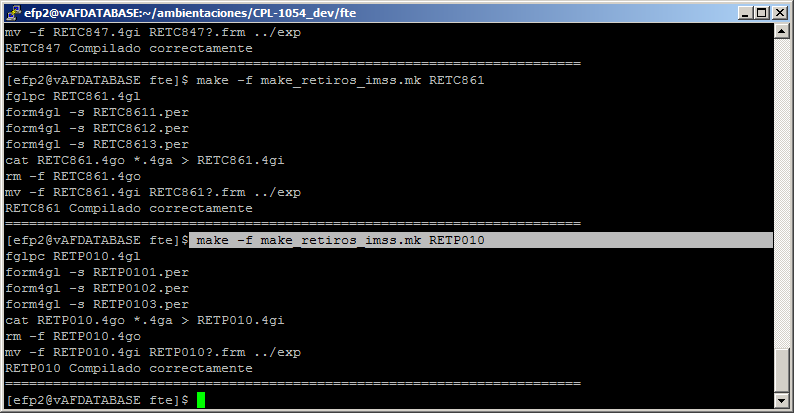 efp2@vAFDATABASE:~/ambientaciones/CPL-1054_dev/fte
mv -f RETC847.4gi RETC847?.frm ../exp
RETC847 Compilado correctamente
========================================================================
[efp2@vAFDATABASE fte]$ make -f make_retiros_imss.mk RETC861
fglpc RETC861.4gl
form4gl -s RETC8611.per
form4gl -s RETC8612.per
form4gl -s RETC8613.per
cat RETC861.4go *.4ga > RETC861.4gi
rm -f RETC861.4go
mv -f RETC861.4gi RETC861?.frm ../exp
RETC861 Compilado correctamente
========================================================================
[efp2@vAFDATABASE fte]$ make -f make_retiros_imss.mk RETP010
fglpc RETP010.4gl
form4gl -s RETP0101.per
form4gl -s RETP0102.per
form4gl -s RETP0103.per
cat RETP010.4go *.4ga > RETP010.4gi
rm -f RETP010.4go
mv -f RETP010.4gi RETP010?.frm ../exp
RETP010 Compilado correctamente
========================================================================
[efp2@vAFDATABASE fte]$